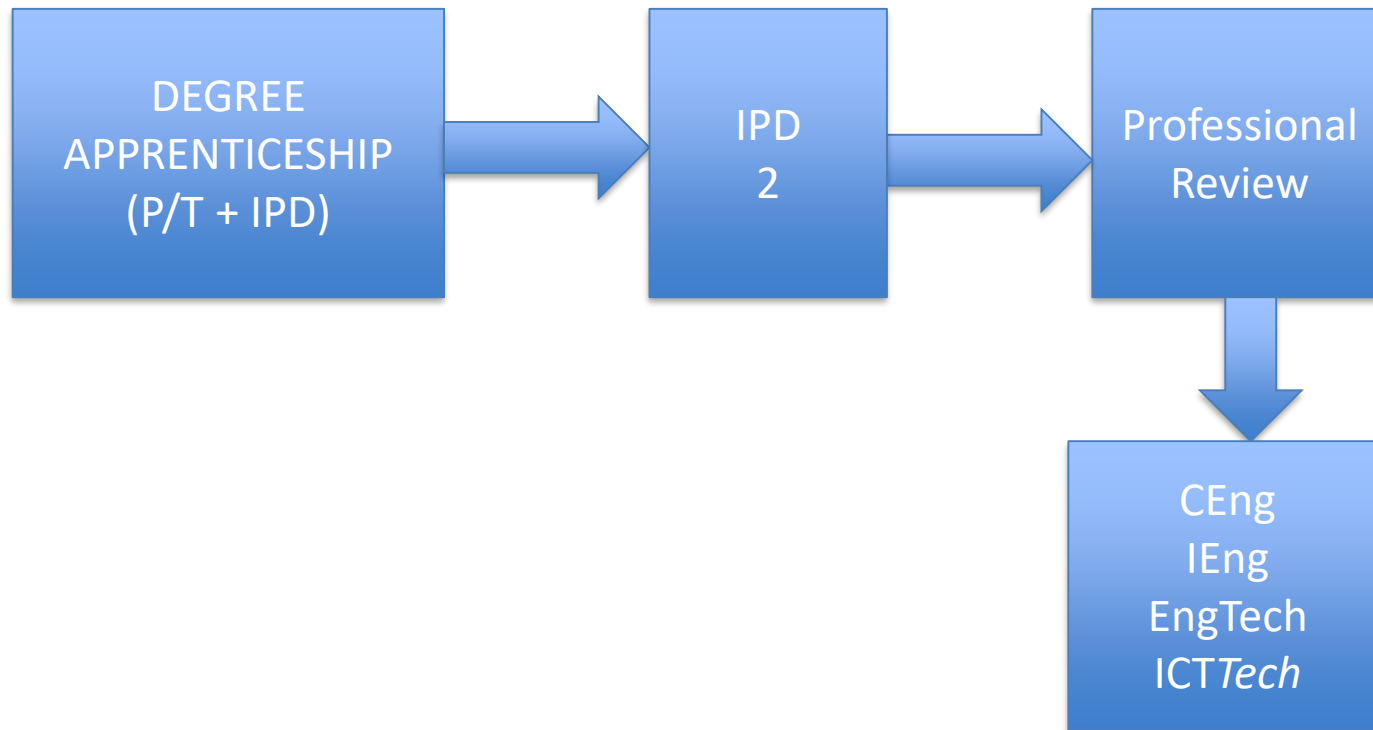 DEGREE
APPRENTICESHIP
(P/T + IPD)
IPD
2
Professional
Review
CEng
IEng
EngTech
ICTTech